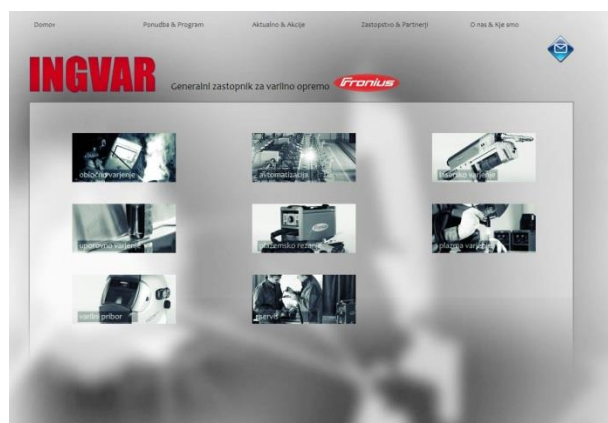 Domov Ponudba & Program Aktualno & Akcije Zastopstvo & Partnerji O nas & Kje smo
INGVAR Generalni zastopnik za varilno opremo Fronius
obločno varjenje avtomatizacija lasersko varjenje
uporovno varjenje plazemsko rezanje plazma varjenje
varilni pribor servis